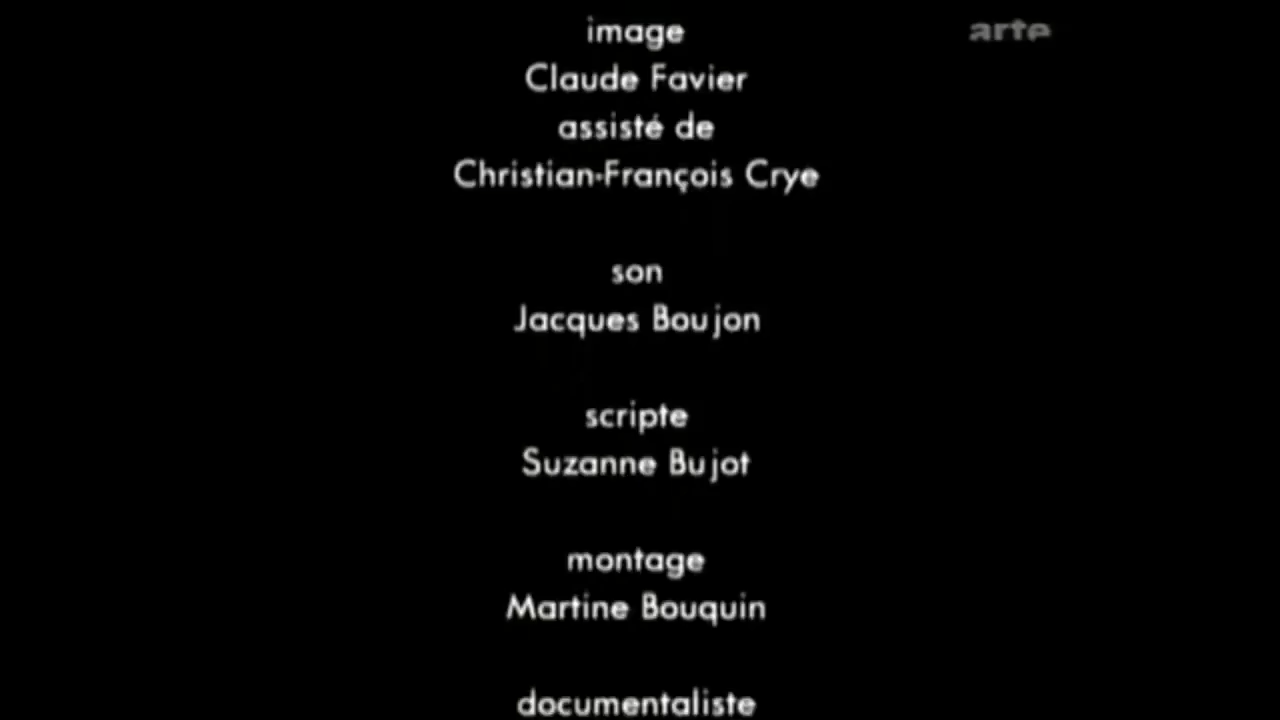 image
arte
Claude Favier
assisté de
Christian-François Crye
son
Jacques Boujon
scripte
Suzanne Bujot
montage
Martine Bouquin
documentaliste